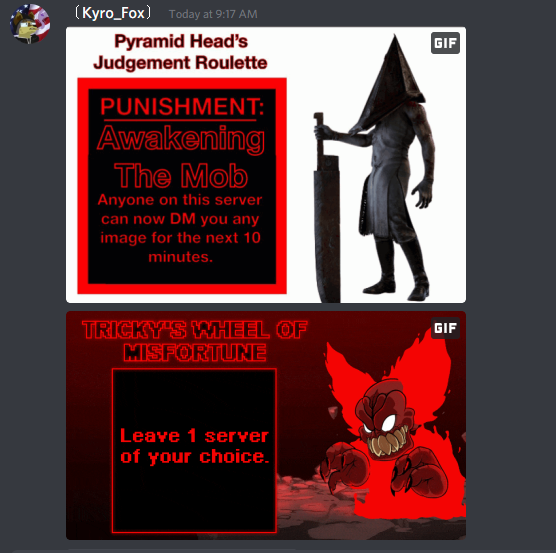 〔Kyro_Fox〕 Today at 9:17 AM
Pyramid Head's
Judgement Roulette
GIF
PUNISHMENT:
Awakening
The Mob
Anyone on this server
can now DM you any
image for the next 10
minutes.
TRICKY'S WHEEL OF
MISFORTUNE
GIF
Leave 1 server
of your choice.